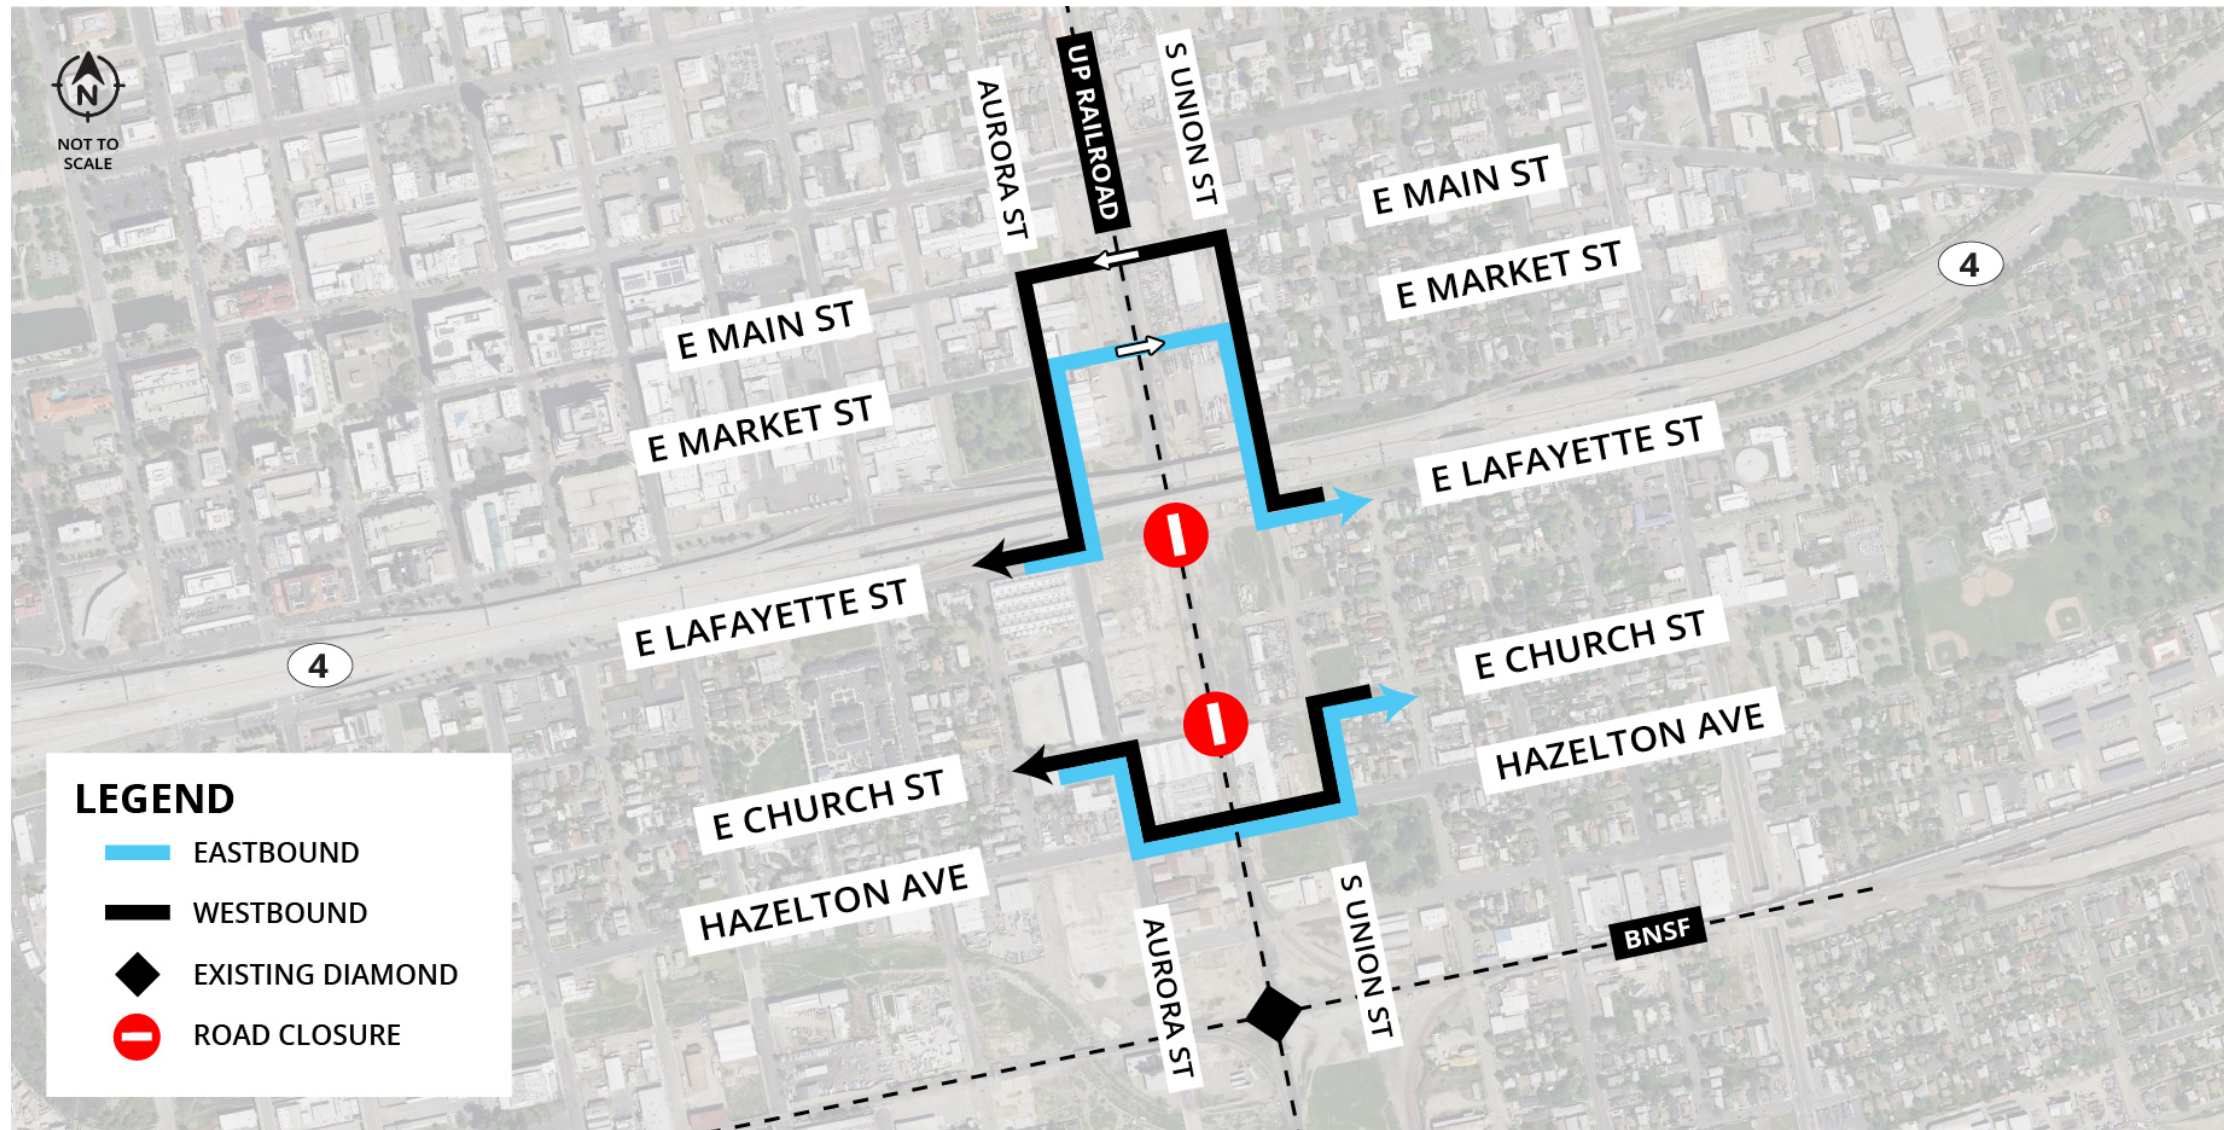 N
NOT TO
SCALE
AURORA ST
UP RAILROAD
S UNION ST
E MAIN ST
E MARKET ST
4
E MAIN ST
E MARKET ST
E LAFAYETTE ST
E LAFAYETTE ST
4
E CHURCH ST
HAZELTON AVE
E CHURCH ST
HAZELTON AVE
AURORA ST
S UNION ST
BNSF
LEGEND
EASTBOUND
WESTBOUND
EXISTING DIAMOND
ROAD CLOSURE